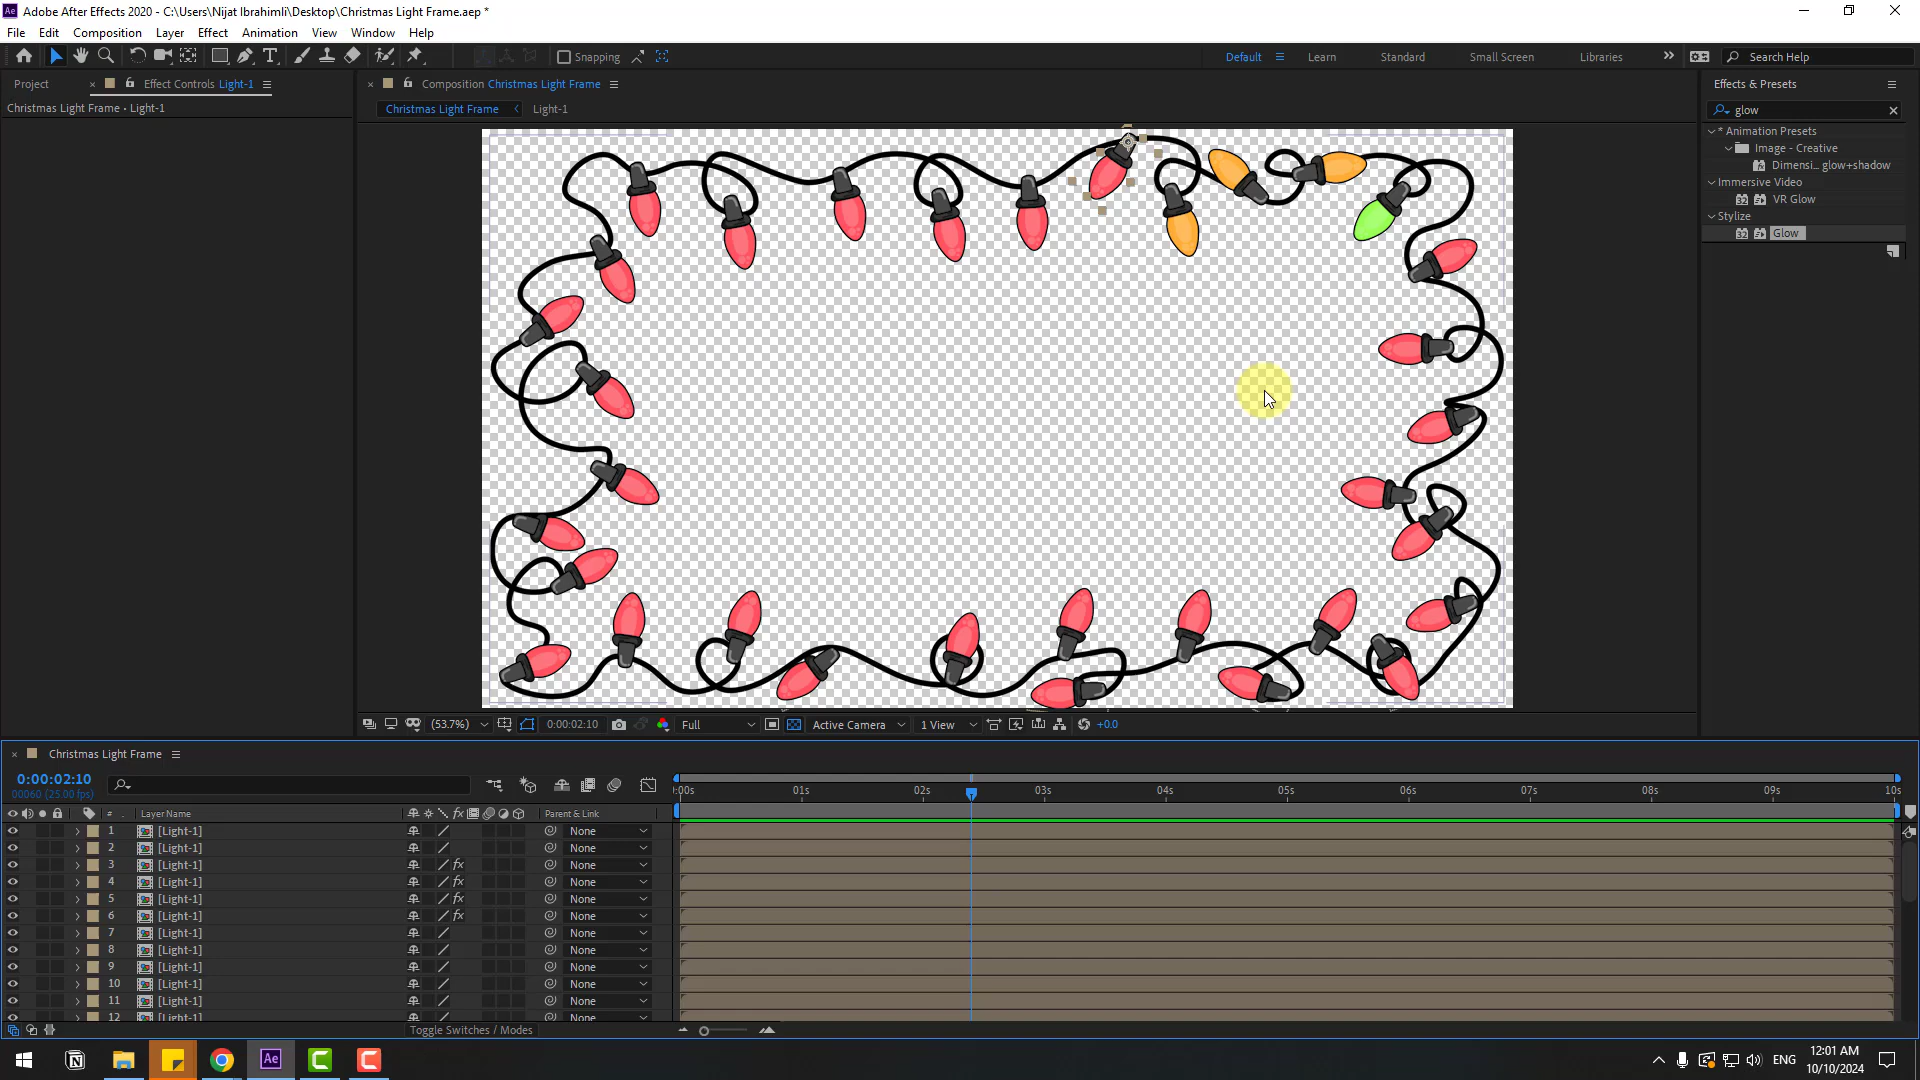 Adobe After Effects 2020 - C:\Users\Nijat Ibrahimli\Desktop\Christmas Light Frame.aep *
File Edit Composition Layer Effect Animation View Window Help
Snapping
Default Learn Standard Small Screen Libraries Search Help
Project Effect Controls Light-1
Composition Christmas Light Frame
Effects & Presets
Christmas Light Frame • Light-1
Christmas Light Frame Light-1
glow
* Animation Presets
Image - Creative
Dimensi... glow+shadow
Immersive Video
VR Glow
Stylize
Glow
(53.7%) 0:00:02:10 Full Active Camera 1 View +0.0
Christmas Light Frame
0:00:02:10
00060 (25.00 fps)
:00s 01s 02s 03s 04s 05s 06s 07s 08s 09s 10s
# Layer Name Parent & Link
1 [Light-1] None
2 [Light-1] None
3 [Light-1] fx None
4 [Light-1] fx None
5 [Light-1] fx None
6 [Light-1] fx None
7 [Light-1] None
8 [Light-1] None
9 [Light-1] None
10 [Light-1] None
11 [Light-1] None
12 [Light-1] None
Toggle Switches / Modes
ENG
12:01 AM
10/10/2024